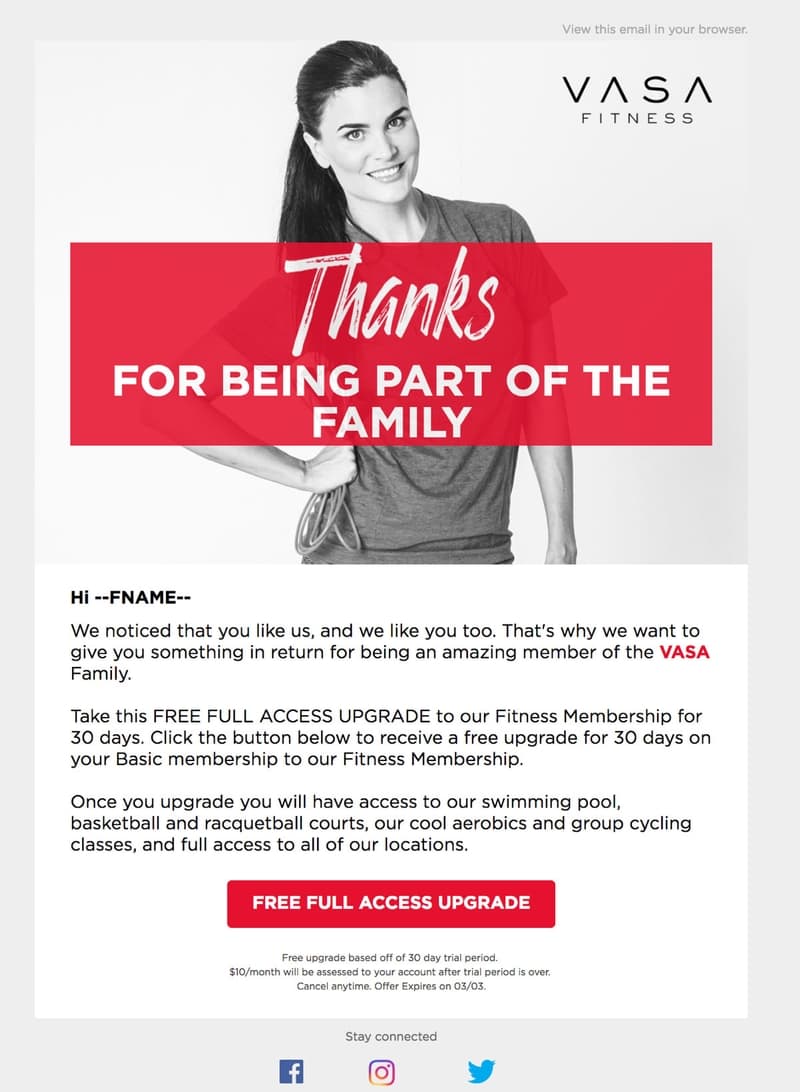 View this email in your browser.
VASA
FITNESS
Thanks
FOR BEING PART OF THE
FAMILY
Hi --FNAME--
We noticed that you like us, and we like you too. That's why we want to
give you something in return for being an amazing member of the VASA
Family.
Take this FREE FULL ACCESS UPGRADE to our Fitness Membership for
30 days. Click the button below to receive a free upgrade for 30 days on
your Basic membership to our Fitness Membership.
Once you upgrade you will have access to our swimming pool,
basketball and racquetball courts, our cool aerobics and group cycling
classes, and full access to all of our locations.
FREE FULL ACCESS UPGRADE
Free upgrade based off of 30 day trial period.
$10/month will be assessed to your account after trial period is over.
Cancel anytime. Offer Expires on 03/03.
Stay connected